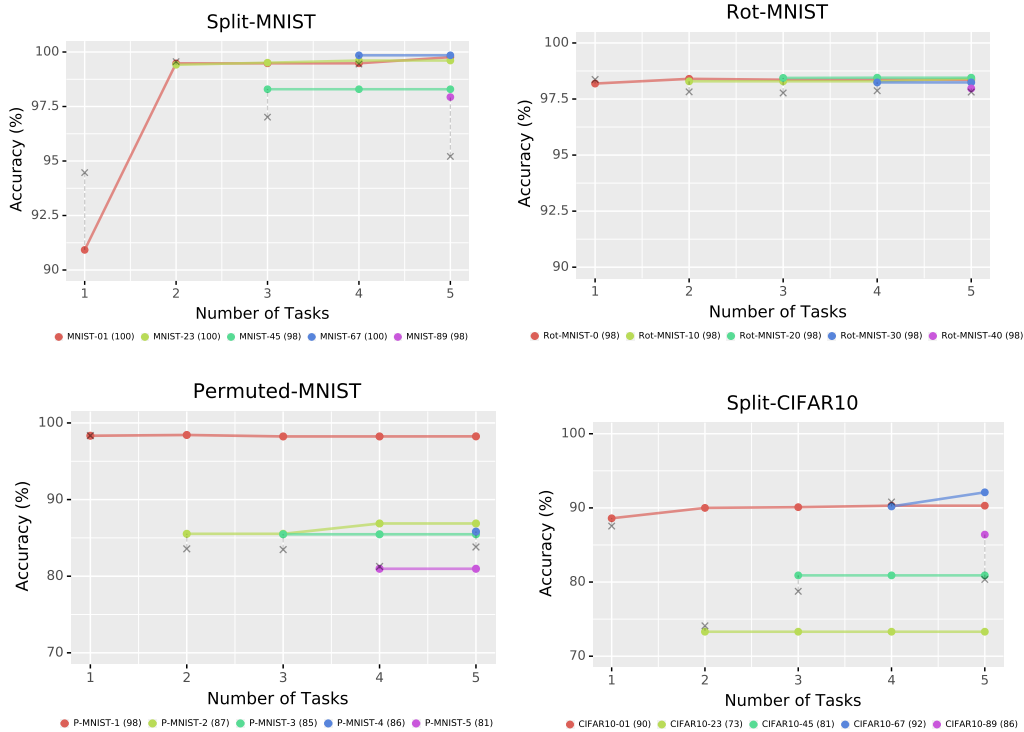 Split-MNIST
100
97.5
95
92.5
90
Accuracy (%)
1 2 3 4 5
Number of Tasks
MNIST-01 (100) MNIST-23 (100) MNIST-45 (98) MNIST-67 (100) MNIST-89 (98)
Rot-MNIST
100
97.5
95
92.5
90
Accuracy (%)
1 2 3 4 5
Number of Tasks
Rot-MNIST-0 (98) Rot-MNIST-10 (98) Rot-MNIST-20 (98) Rot-MNIST-30 (98) Rot-MNIST-40 (98)
Permuted-MNIST
100
90
80
70
Accuracy (%)
1 2 3 4 5
Number of Tasks
P-MNIST-1 (98) P-MNIST-2 (87) P-MNIST-3 (85) P-MNIST-4 (86) P-MNIST-5 (81)
Split-CIFAR10
100
90
80
70
Accuracy (%)
1 2 3 4 5
Number of Tasks
CIFAR10-01 (90) CIFAR10-23 (73) CIFAR10-45 (81) CIFAR10-67 (92) CIFAR10-89 (86)